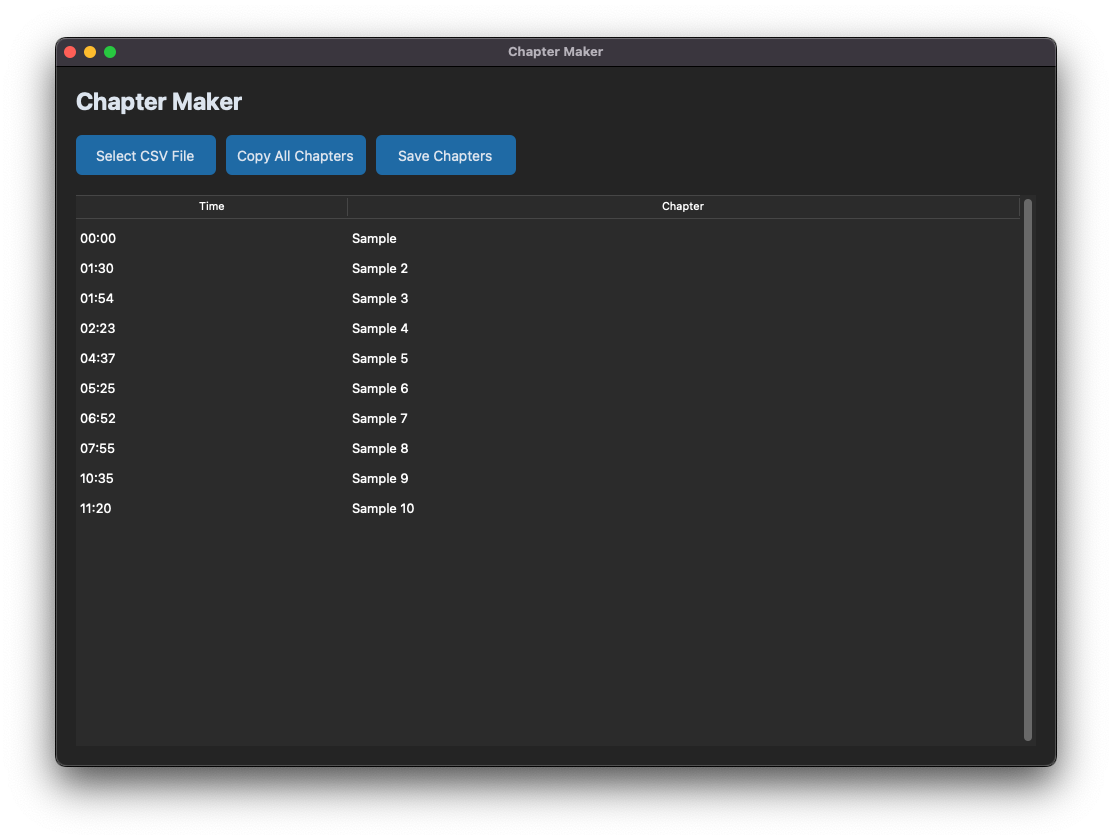 Chapter Maker
Chapter Maker
Select CSV File Copy All Chapters Save Chapters
Time Chapter
00:00 Sample
01:30 Sample 2
01:54 Sample 3
02:23 Sample 4
04:37 Sample 5
05:25 Sample 6
06:52 Sample 7
07:55 Sample 8
10:35 Sample 9
11:20 Sample 10